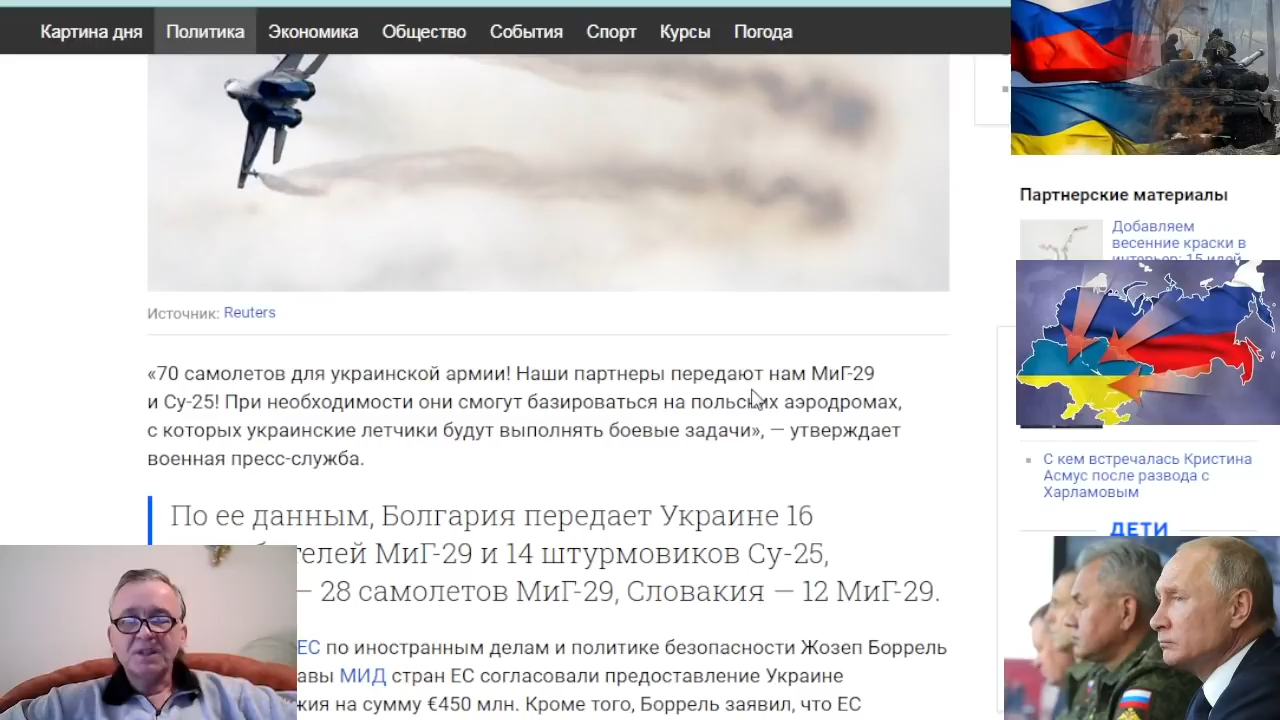 Картина дня Политика Экономика Общество События Спорт Курсы Погода
Источник: Reuters
«70 самолетов для украинской армии! Наши партнеры передают нам МиГ-29
и Су-25! При необходимости они смогут базироваться на польских аэродромах,
с которых украинские летчики будут выполнять боевые задачи», — утверждает
военная пресс-служба.
По ее данным, Болгария передает Украине 16
МиГ-29 и 14 штурмовиков Су-25,
— 28 самолетов МиГ-29, Словакия — 12 МиГ-29.
ЕС по иностранным делам и политике безопасности Жозеп Боррель
МИД стран ЕС согласовали предоставление Украине
на сумму €450 млн. Кроме того, Боррель заявил, что ЕС
Партнерские материалы
Добавляем
весенние краски в
интерьер: 15 идей
С кем встречалась Кристина
Асмус после развода с
Харламовым
ДЕТИ